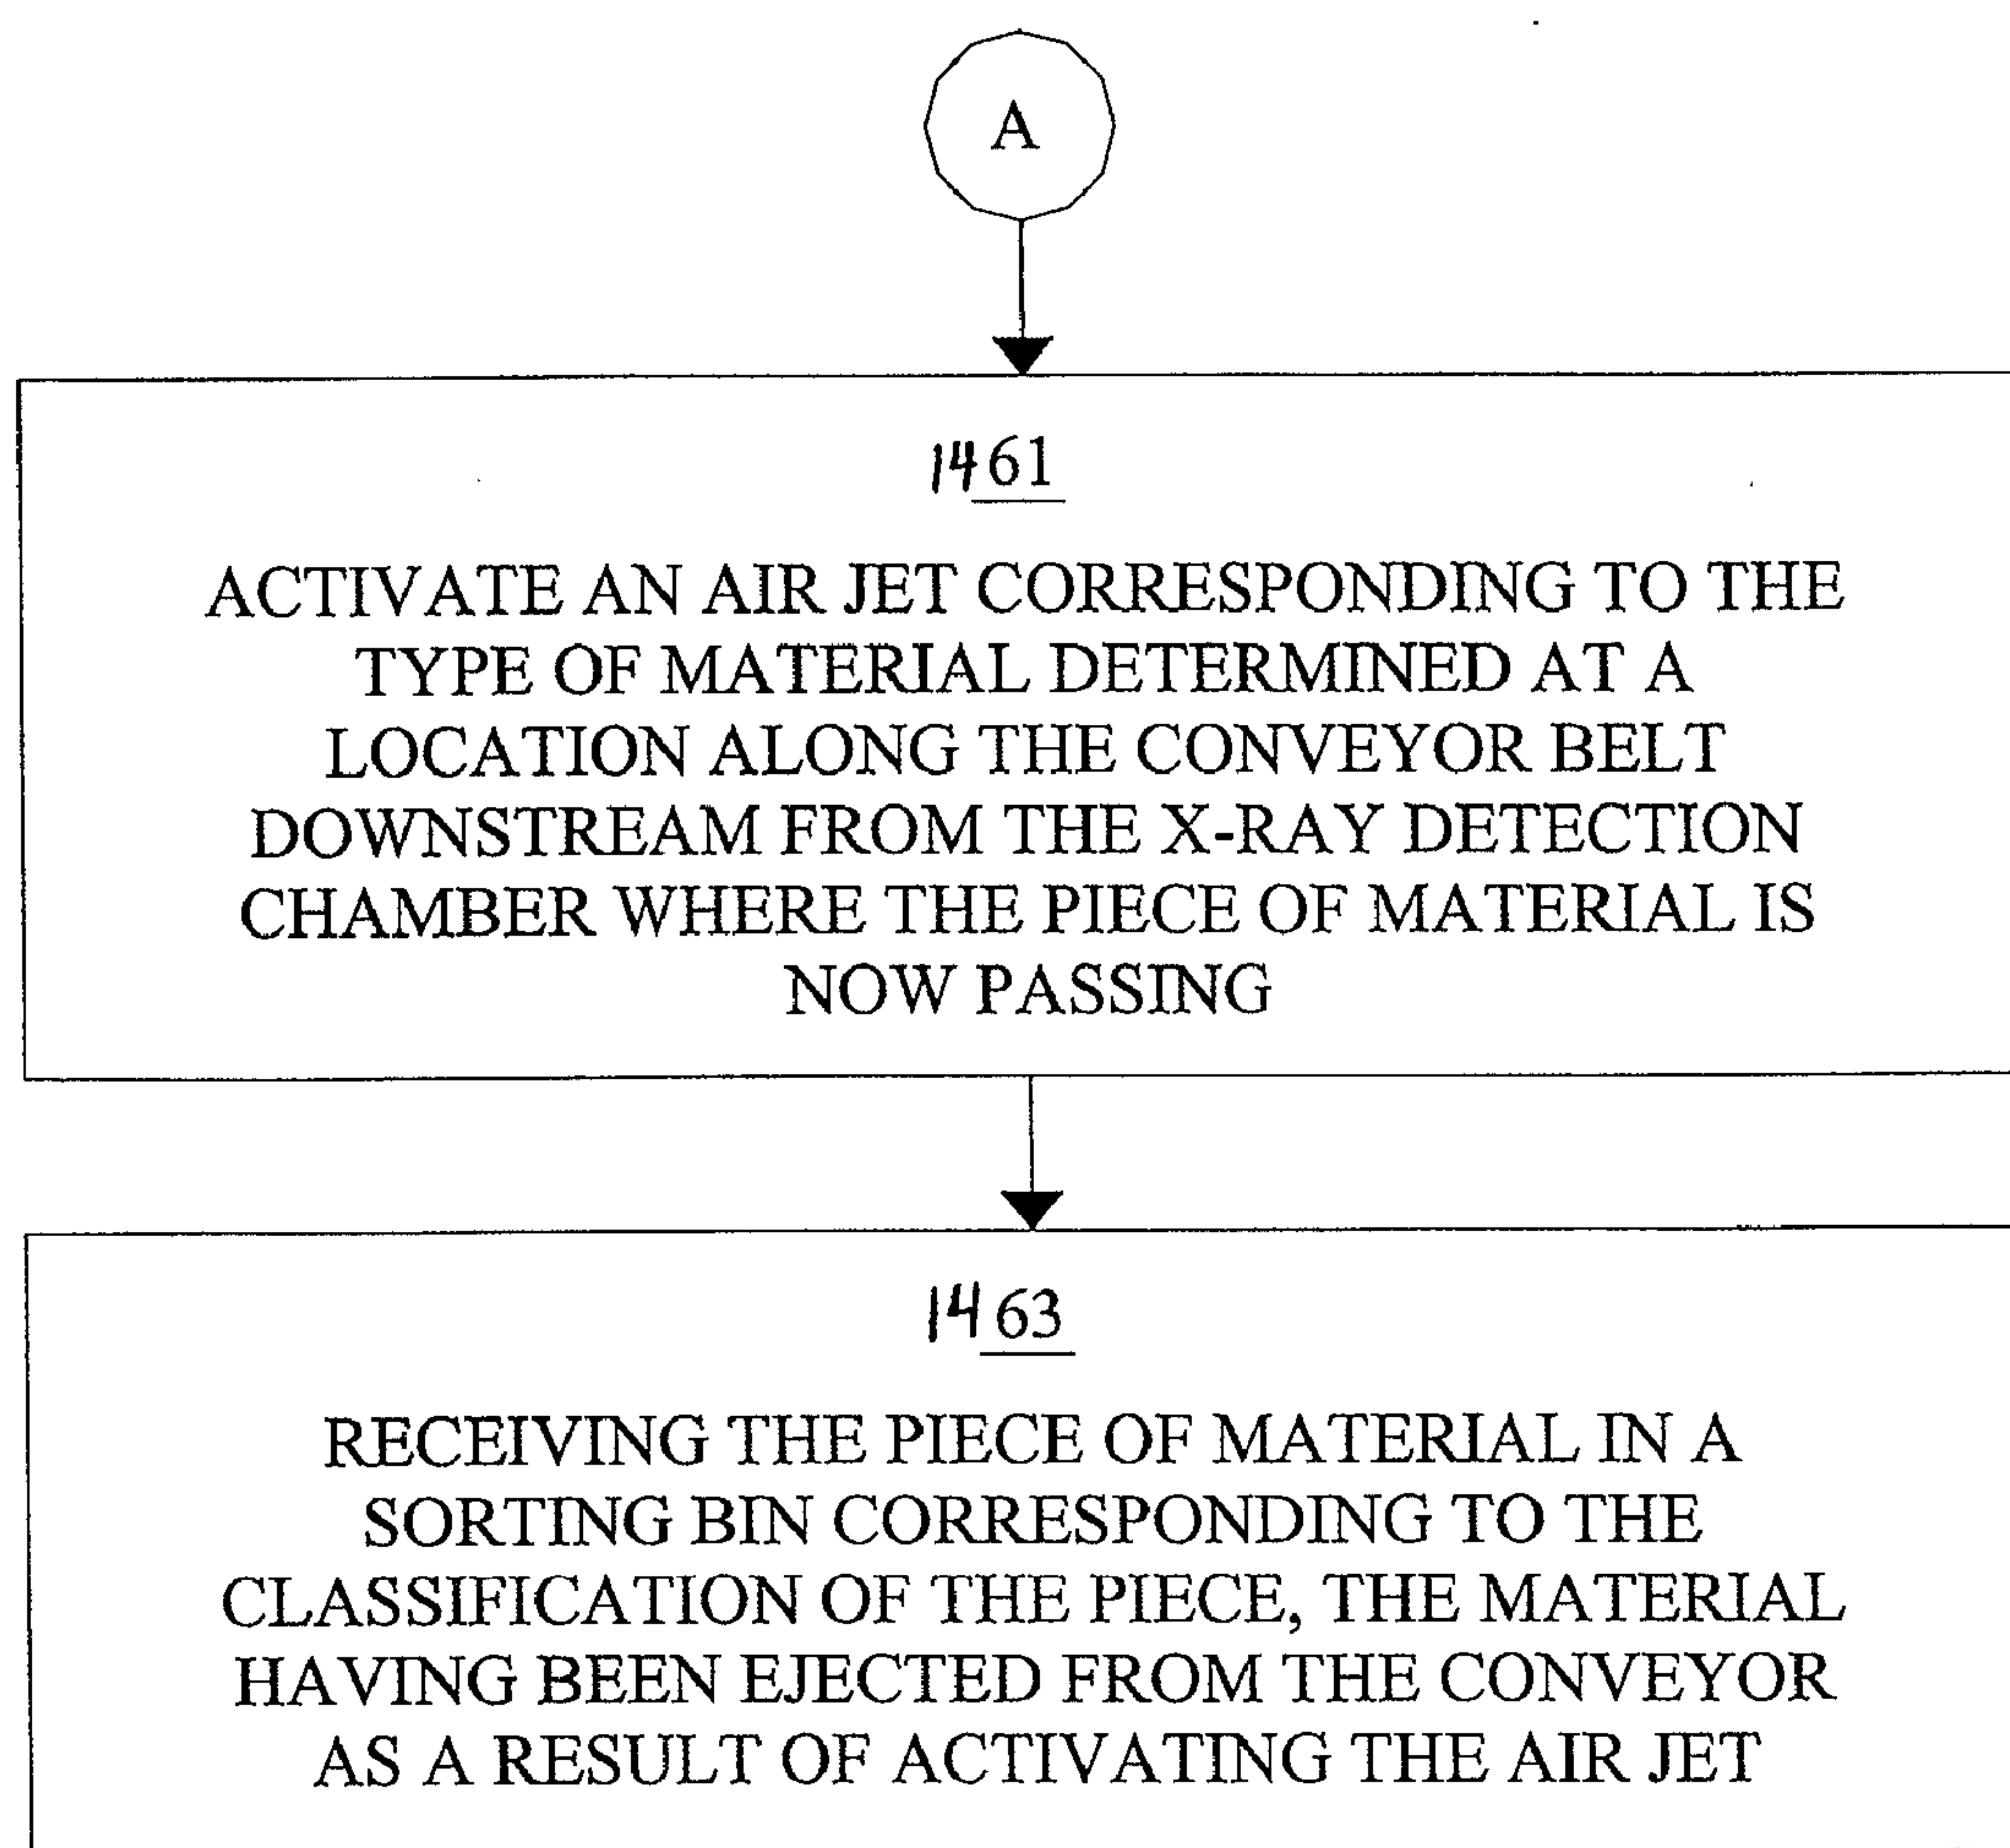 A
1461
ACTIVATE AN AIR JET CORRESPONDING TO THE
TYPE OF MATERIAL DETERMINED AT A
LOCATION ALONG THE CONVEYOR BELT
DOWNSTREAM FROM THE X-RAY DETECTION
CHAMBER WHERE THE PIECE OF MATERIAL IS
NOW PASSING
1463
RECEIVING THE PIECE OF MATERIAL IN A
SORTING BIN CORRESPONDING TO THE
CLASSIFICATION OF THE PIECE, THE MATERIAL
HAVING BEEN EJECTED FROM THE CONVEYOR
AS A RESULT OF ACTIVATING THE AIR JET